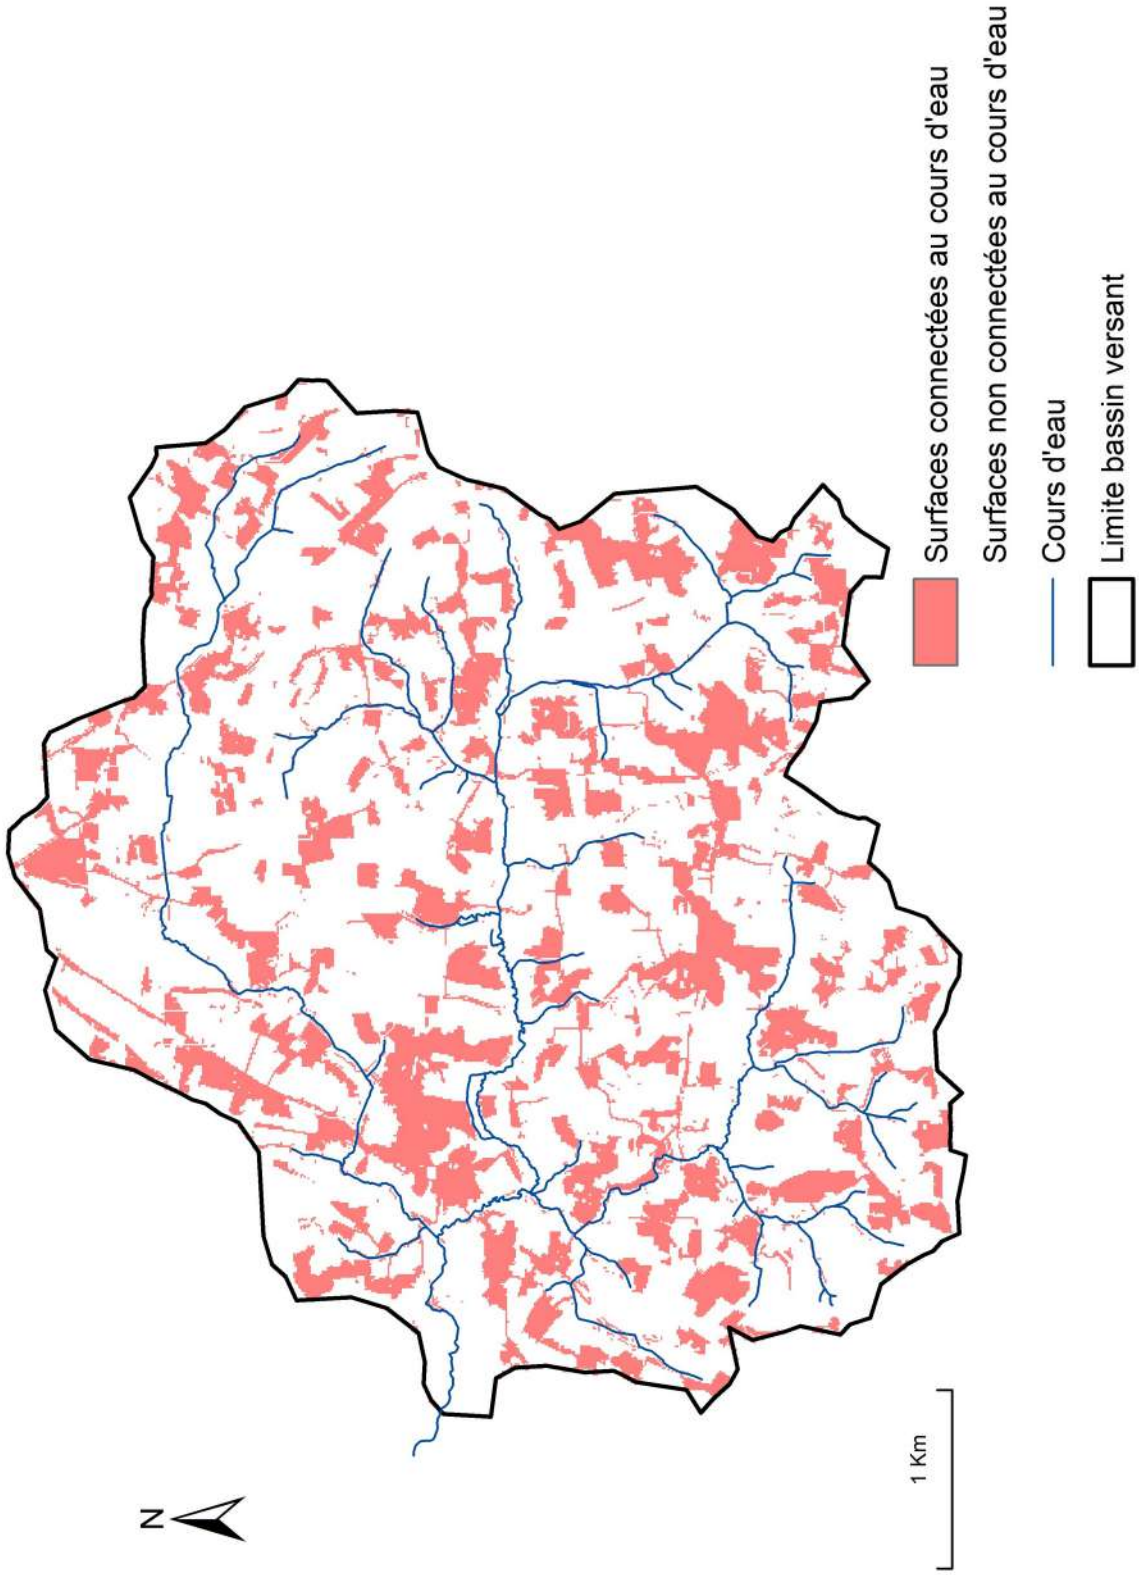 N
1 Km
Surfaces connectées au cours d'eau
Surfaces non connectées au cours d'eau
Cours d'eau
Limite bassin versant